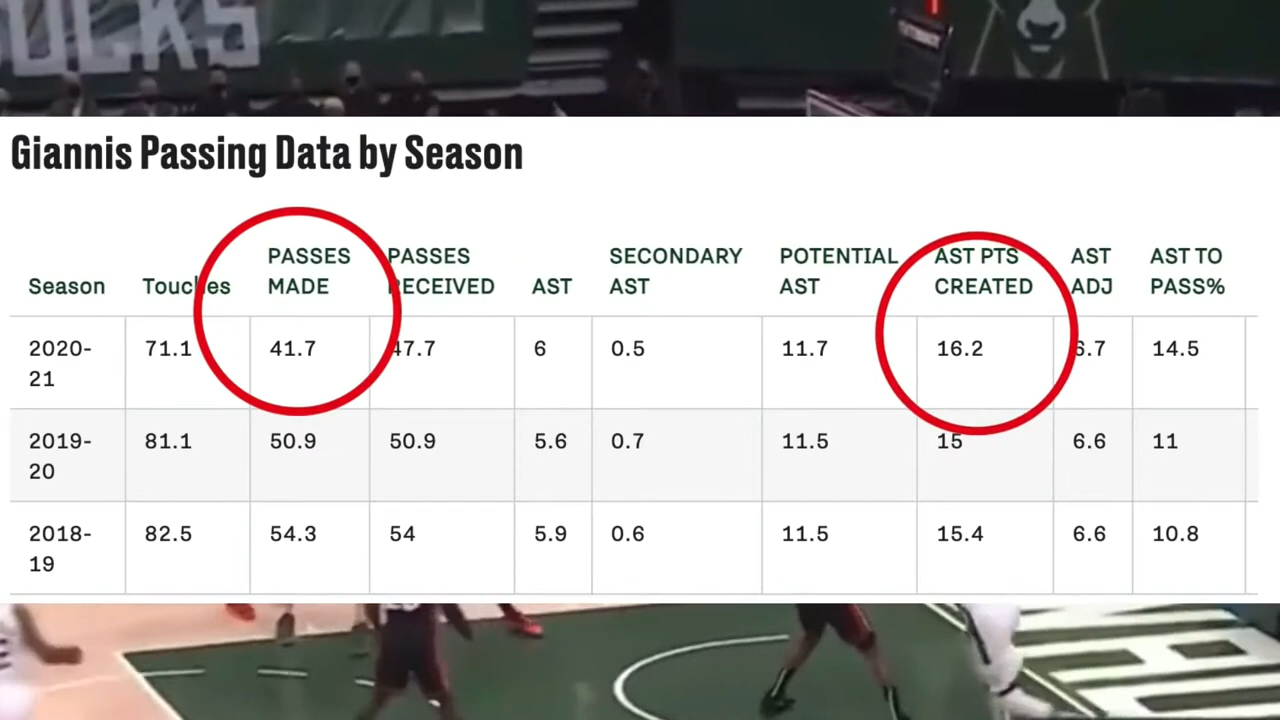 UCKS
Giannis Passing Data by Season
Season Touches PASSES MADE PASSES RECEIVED AST SECONDARY AST POTENTIAL AST AST PTS CREATED AST ADJ AST TO PASS%
2020-21 71.1 41.7 47.7 6 0.5 11.7 16.2 6.7 14.5
2019-20 81.1 50.9 50.9 5.6 0.7 11.5 15 6.6 11
2018-19 82.5 54.3 54 5.9 0.6 11.5 15.4 6.6 10.8